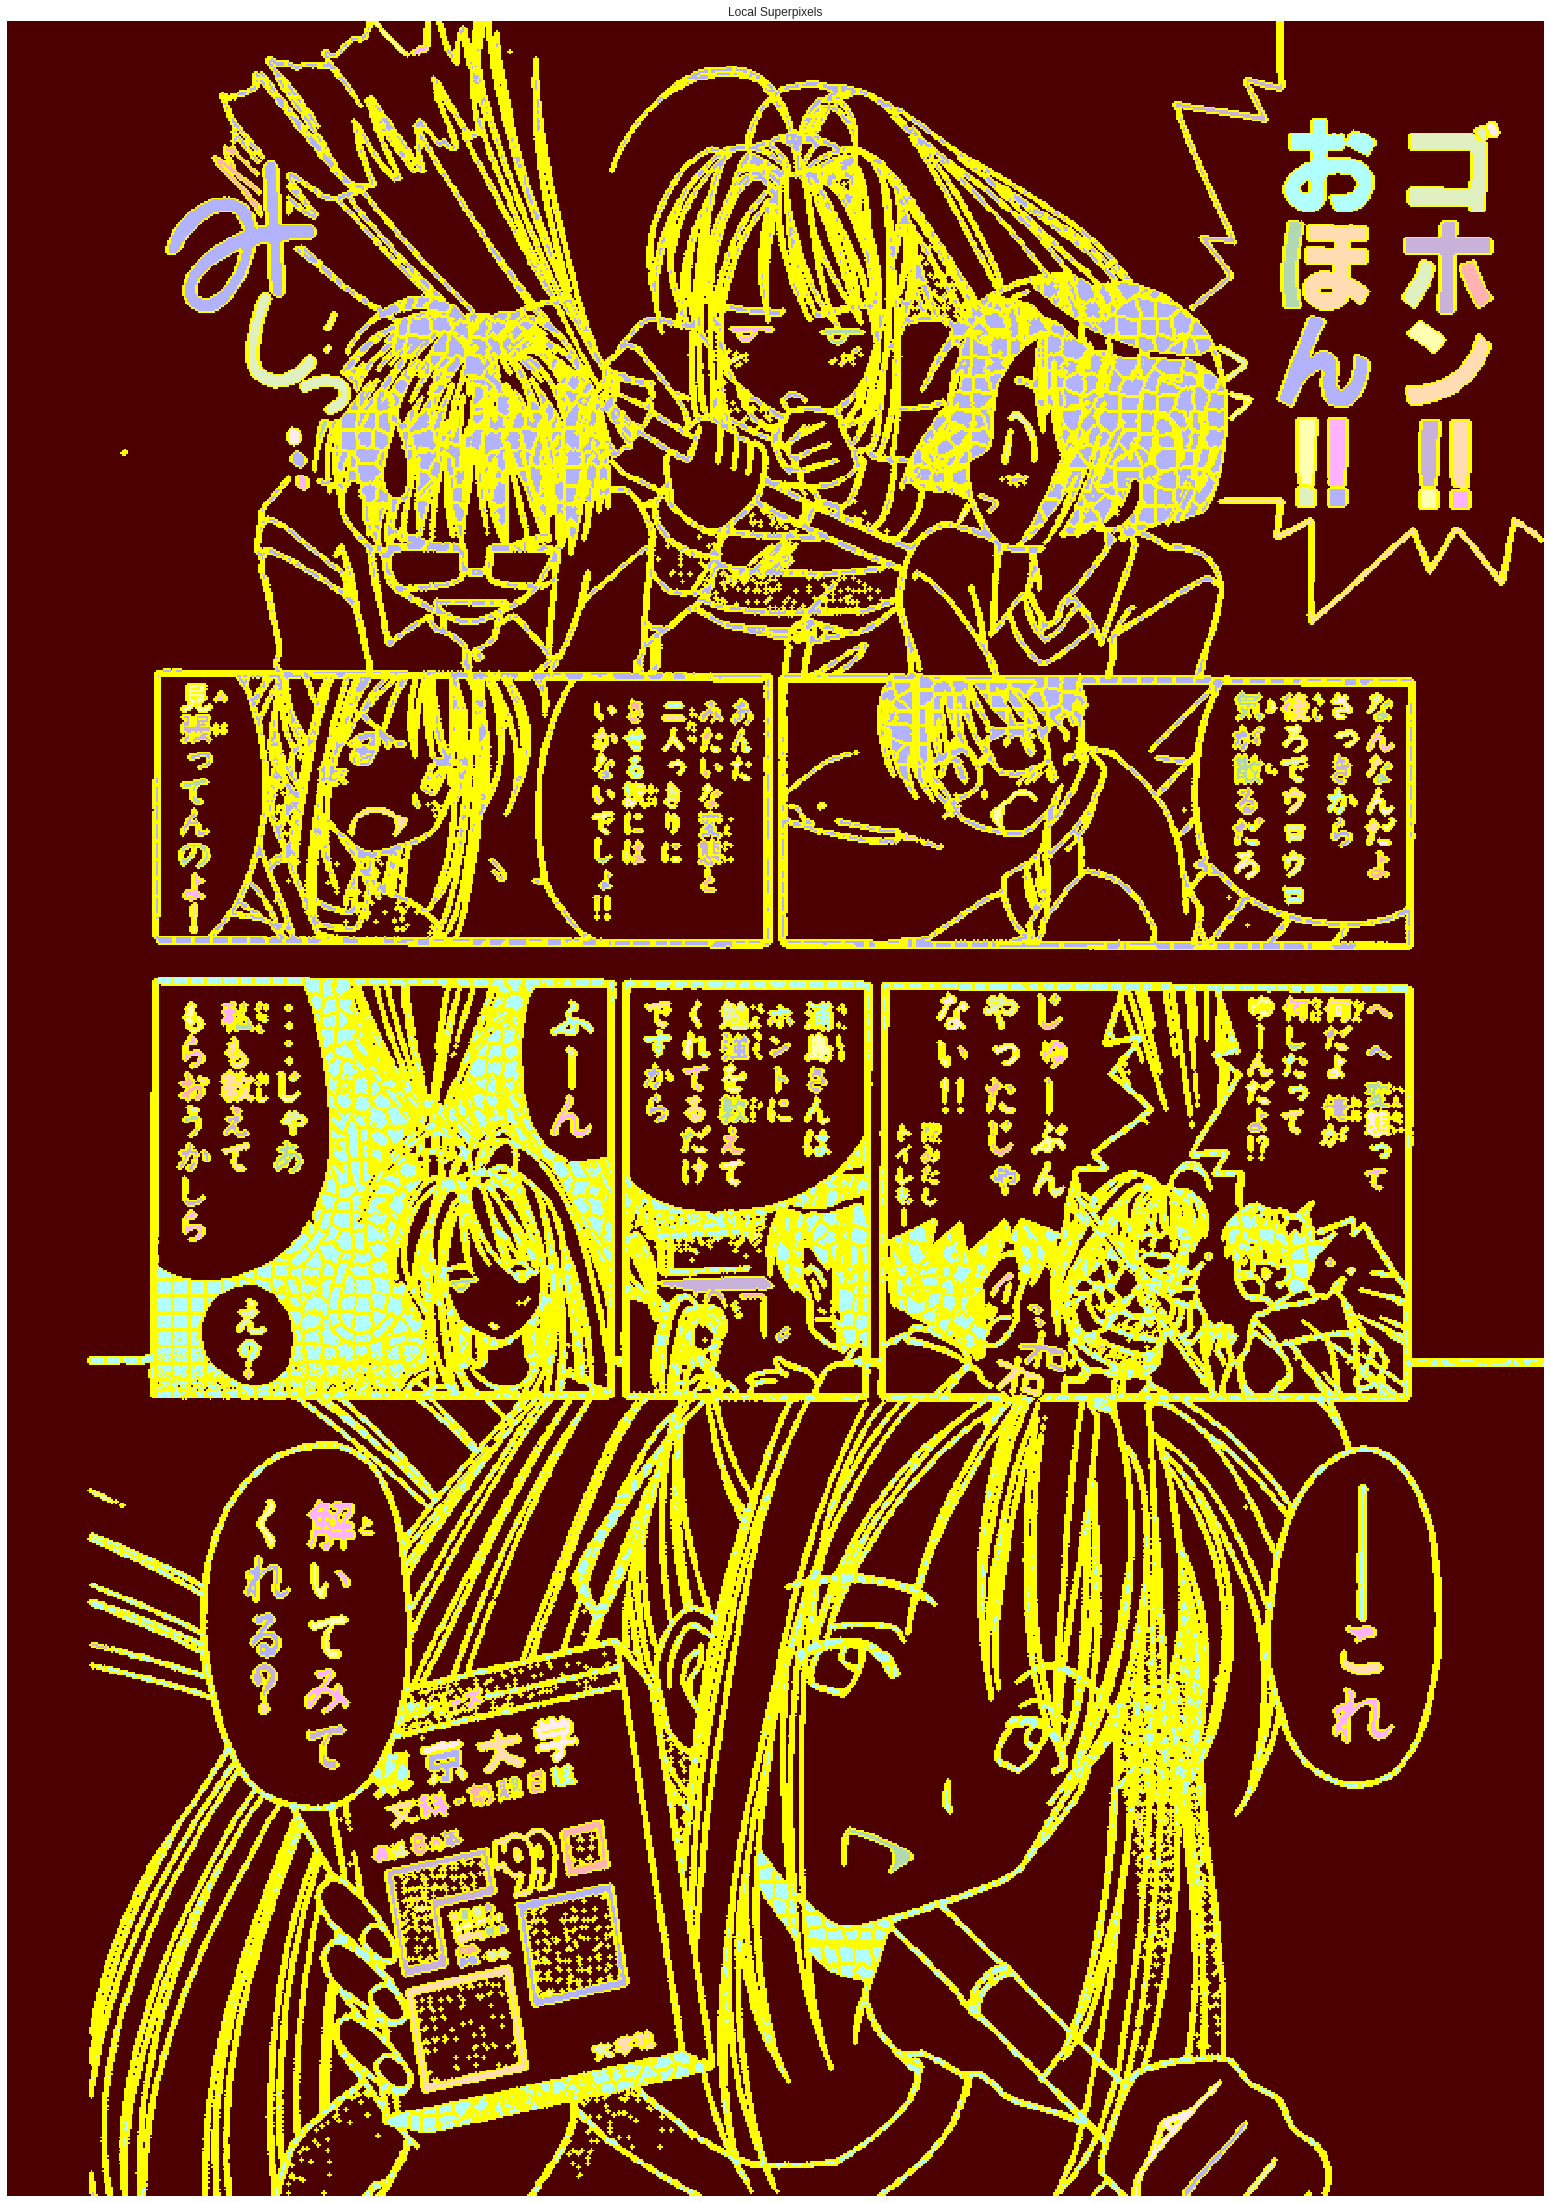 Local Superpixels
ゴホン!!
おほん!!
みしっ…
なんなんだよ
さっきから
後ろでウロウロ
気が散るだろ
あんた
みたいな変態と
二人っきりに
させる訳には
いかないでしょ!!
見張ってんのよー
へへ変態って
何だよ俺が
何したって
ゆーんだよ!?
じゅーぶん
やったじゃ
ない!!
浦島さんは
ホントに
勉強を教えて
くれてるだけ
ですから
ふーん
……じゃあ
私も教えて
もらおうかしら
え?
――これ
解いてみて
くれる?
京大学
'99